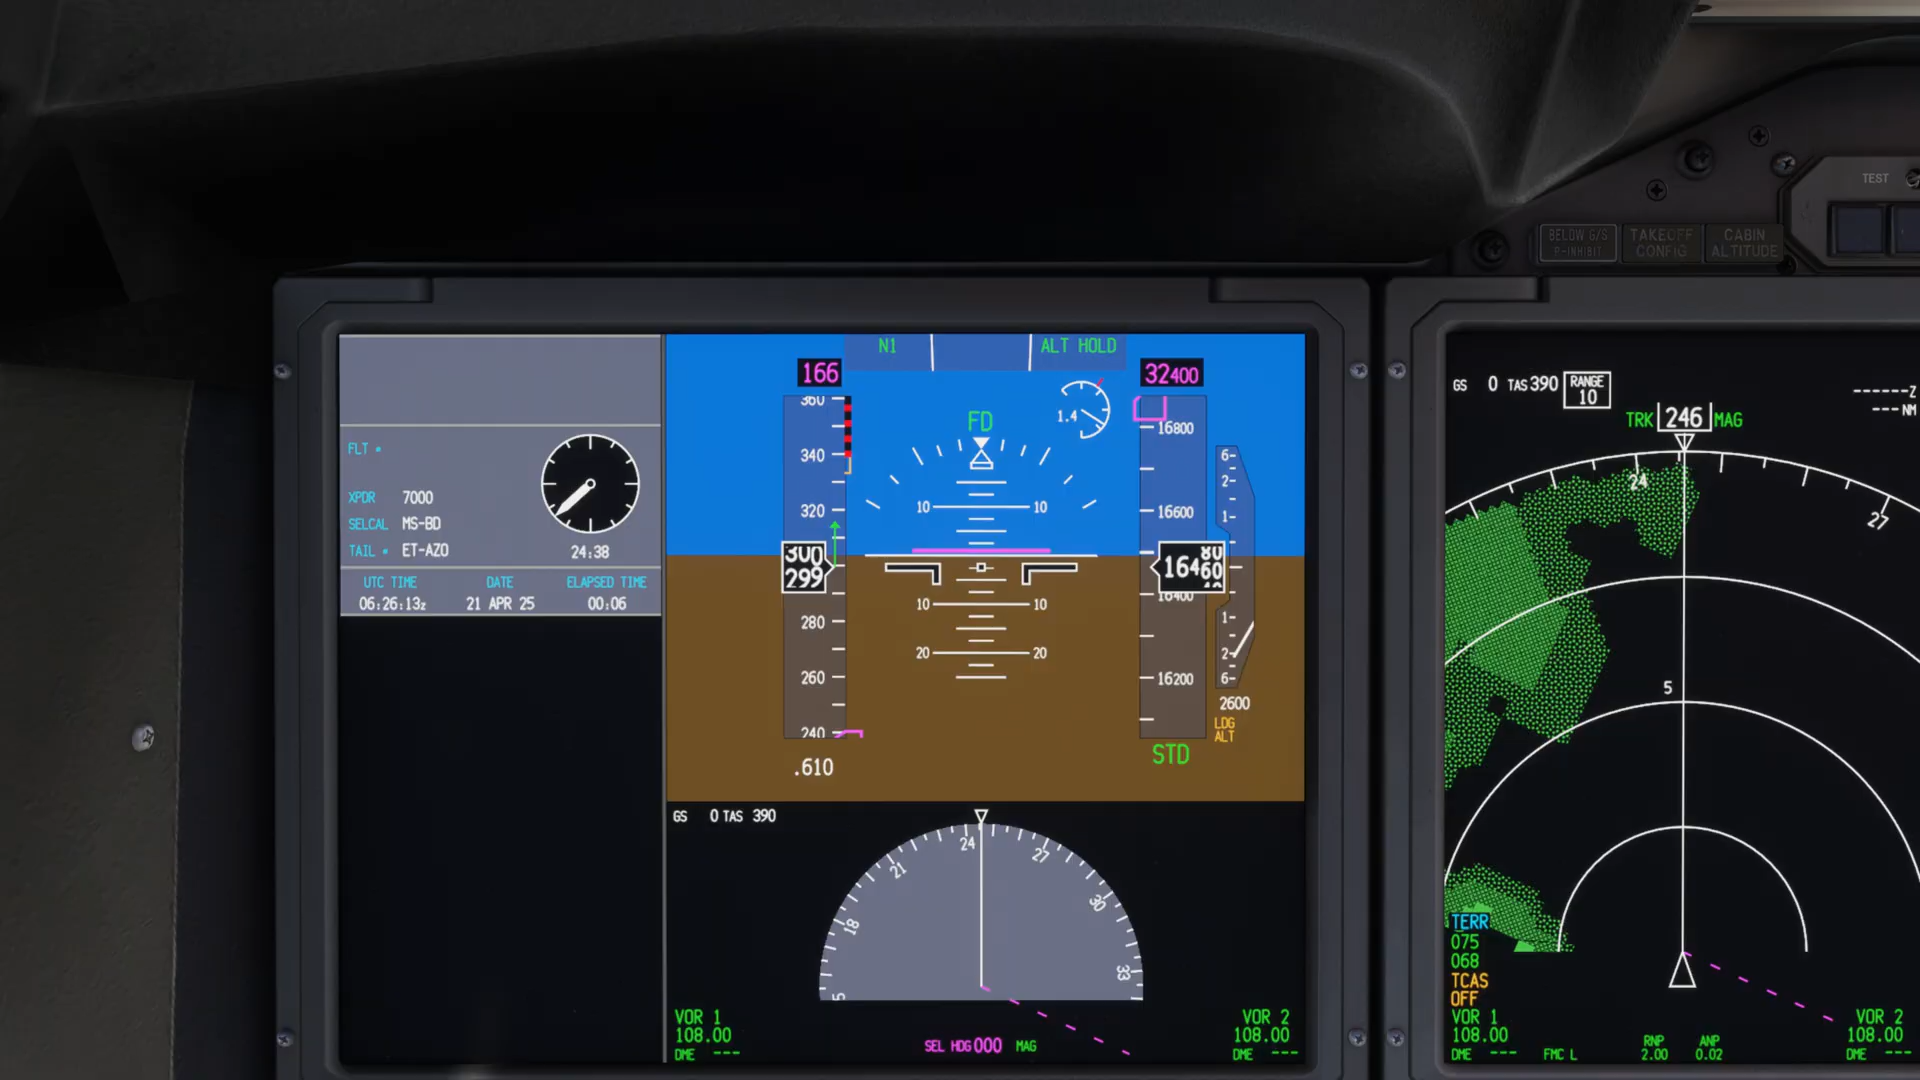 TEST
BELOW G/S
P-INHIBIT
TAKEOFF
CONFIG
CABIN
ALTITUDE
N1
ALT HOLD
166
32400
FD
1.4
360
340
320
300
299
280
260
240
.610
10 10
10 10
20 20
16800
16600
16480
60
40
16400
16200
6
2
1
1
2
6
2600
LDG
ALT
STD
FLT
XPDR 7000
SELCAL MS-BD
TAIL ET-AZO
24:38
UTC TIME DATE ELAPSED TIME
06:26:13z 21 APR 25 00:06
GS 0 TAS 390
18
21
24
27
30
33
VOR 1
108.00
DME ---
SEL HDG 000 MAG
VOR 2
108.00
DME ---
GS 0 TAS 390
RANGE
10
------Z
---NM
TRK 246 MAG
24
27
5
TERR
075
068
TCAS
OFF
VOR 1
108.00
DME ---
FMC L
RNP
2.00
ANP
0.02
VOR 2
108.00
DME ---